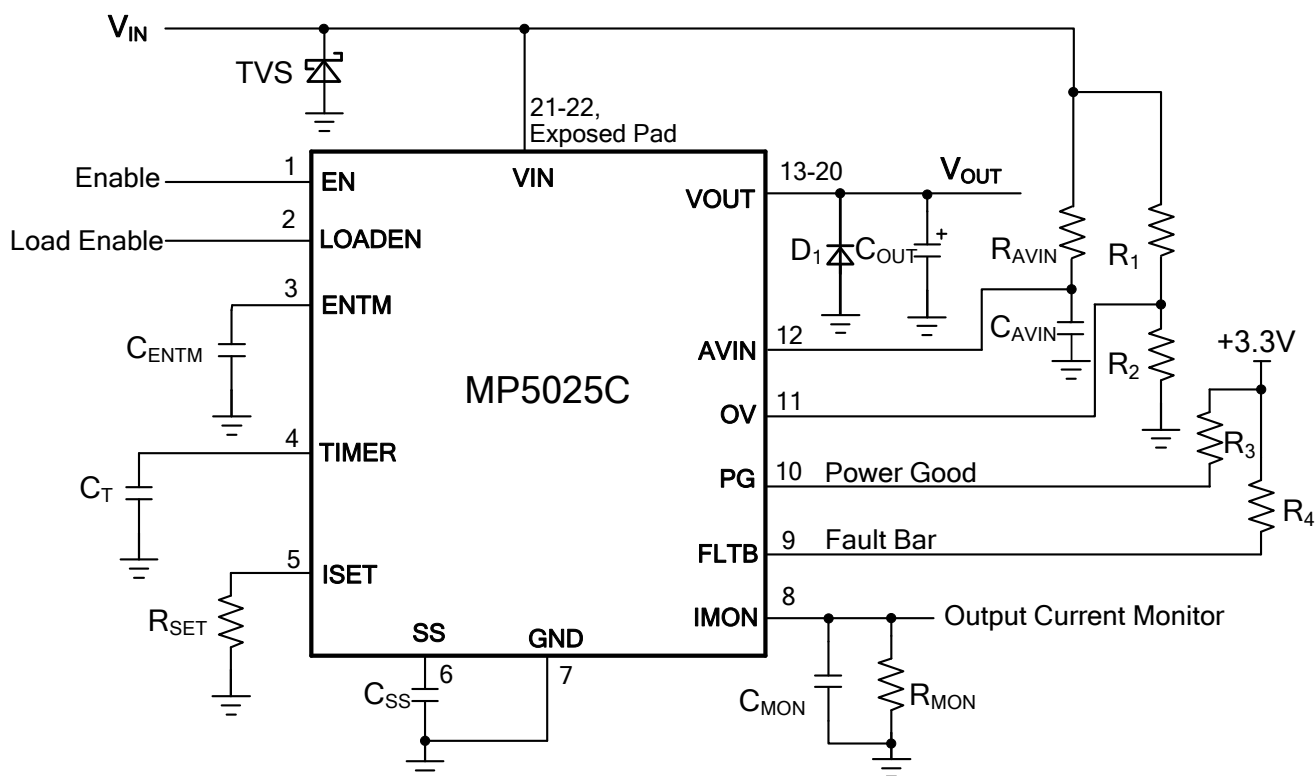 VIN
TVS
21-22,
Exposed Pad
Enable
1
EN
VIN
13-20
VOUT
VOUT
Load Enable
2
LOADEN
D1
COUT
+
RAVIN
R1
3
ENTM
CENTM
12
AVIN
CAVIN
R2
+3.3V
MP5025C
11
OV
4
TIMER
CT
10
PG
Power Good
R3
R4
9
FLTB
Fault Bar
5
ISET
RSET
8
IMON
Output Current Monitor
SS
GND
6
7
CSS
CMON
RMON